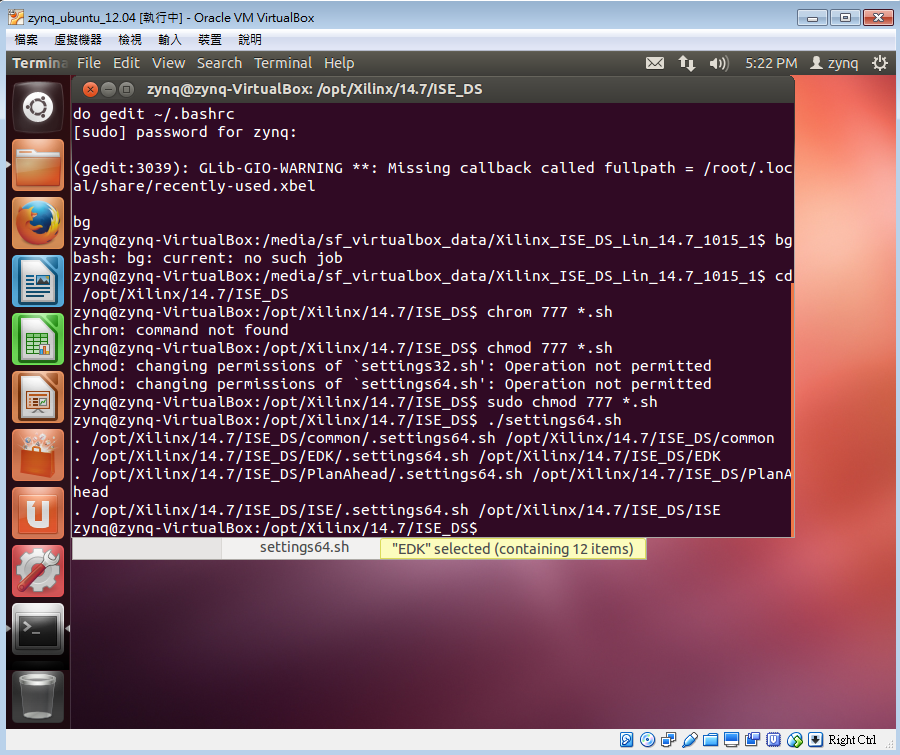 zynq_ubuntu_12.04 [執行中] - Oracle VM VirtualBox
檔案 虛擬機器 檢視 輸入 裝置 說明
Termina File Edit View Search Terminal Help 5:22 PM zynq
zynq@zynq-VirtualBox: /opt/Xilinx/14.7/ISE_DS
do gedit ~/.bashrc
[sudo] password for zynq:
(gedit:3039): GLib-GIO-WARNING **: Missing callback called fullpath = /root/.loc
al/share/recently-used.xbel
bg
zynq@zynq-VirtualBox:/media/sf_virtualbox_data/Xilinx_ISE_DS_Lin_14.7_1015_1$ bg
bash: bg: current: no such job
zynq@zynq-VirtualBox:/media/sf_virtualbox_data/Xilinx_ISE_DS_Lin_14.7_1015_1$ cd
/opt/Xilinx/14.7/ISE_DS
zynq@zynq-VirtualBox:/opt/Xilinx/14.7/ISE_DS$ chrom 777 *.sh
chrom: command not found
zynq@zynq-VirtualBox:/opt/Xilinx/14.7/ISE_DS$ chmod 777 *.sh
chmod: changing permissions of `settings32.sh': Operation not permitted
chmod: changing permissions of `settings64.sh': Operation not permitted
zynq@zynq-VirtualBox:/opt/Xilinx/14.7/ISE_DS$ sudo chmod 777 *.sh
zynq@zynq-VirtualBox:/opt/Xilinx/14.7/ISE_DS$ ./settings64.sh
. /opt/Xilinx/14.7/ISE_DS/common/.settings64.sh /opt/Xilinx/14.7/ISE_DS/common
. /opt/Xilinx/14.7/ISE_DS/EDK/.settings64.sh /opt/Xilinx/14.7/ISE_DS/EDK
. /opt/Xilinx/14.7/ISE_DS/PlanAhead/.settings64.sh /opt/Xilinx/14.7/ISE_DS/PlanA
head
. /opt/Xilinx/14.7/ISE_DS/ISE/.settings64.sh /opt/Xilinx/14.7/ISE_DS/ISE
zynq@zynq-VirtualBox:/opt/Xilinx/14.7/ISE_DS$
settings64.sh "EDK" selected (containing 12 items)
Right Ctrl